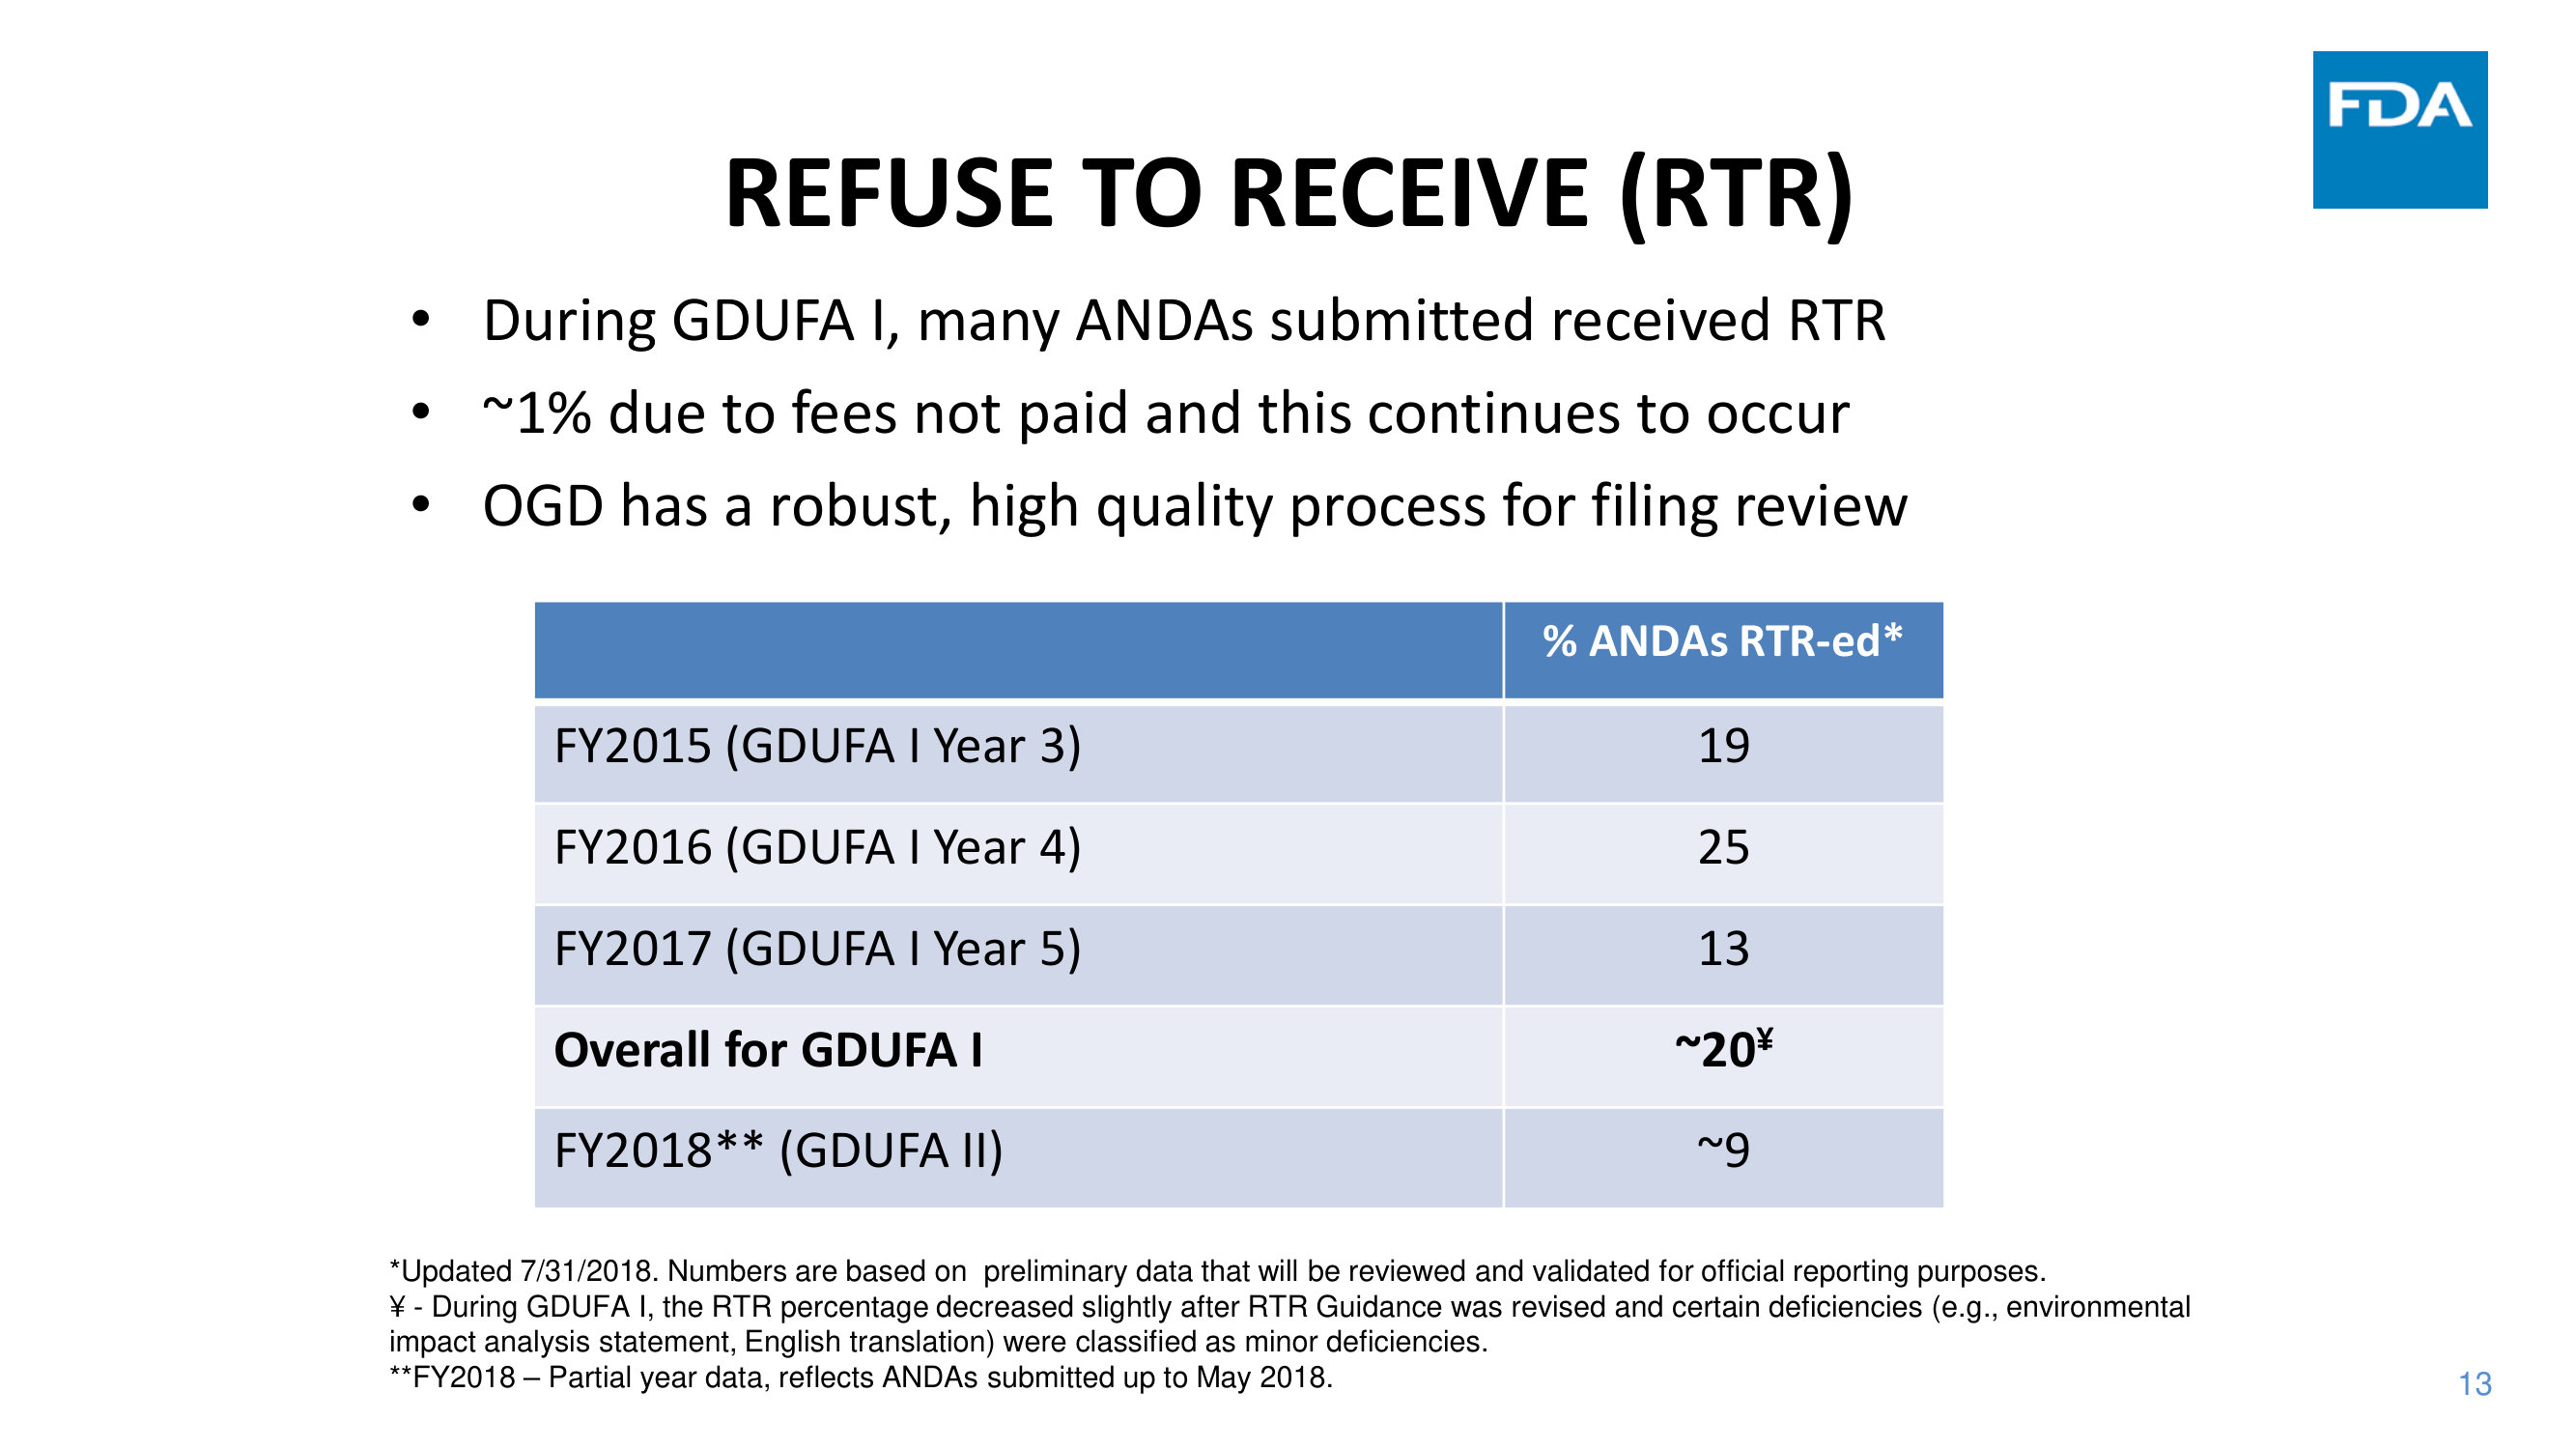 FDA
REFUSE TO RECEIVE (RTR)
• During GDUFA I, many ANDAs submitted received RTR
• ~1% due to fees not paid and this continues to occur
• OGD has a robust, high quality process for filing review
% ANDAs RTR-ed*
FY2015 (GDUFA I Year 3) 19
FY2016 (GDUFA I Year 4) 25
FY2017 (GDUFA I Year 5) 13
Overall for GDUFA I ~20¥
FY2018** (GDUFA II) ~9
*Updated 7/31/2018. Numbers are based on preliminary data that will be reviewed and validated for official reporting purposes.
¥ - During GDUFA I, the RTR percentage decreased slightly after RTR Guidance was revised and certain deficiencies (e.g., environmental
impact analysis statement, English translation) were classified as minor deficiencies.
**FY2018 – Partial year data, reflects ANDAs submitted up to May 2018.
13